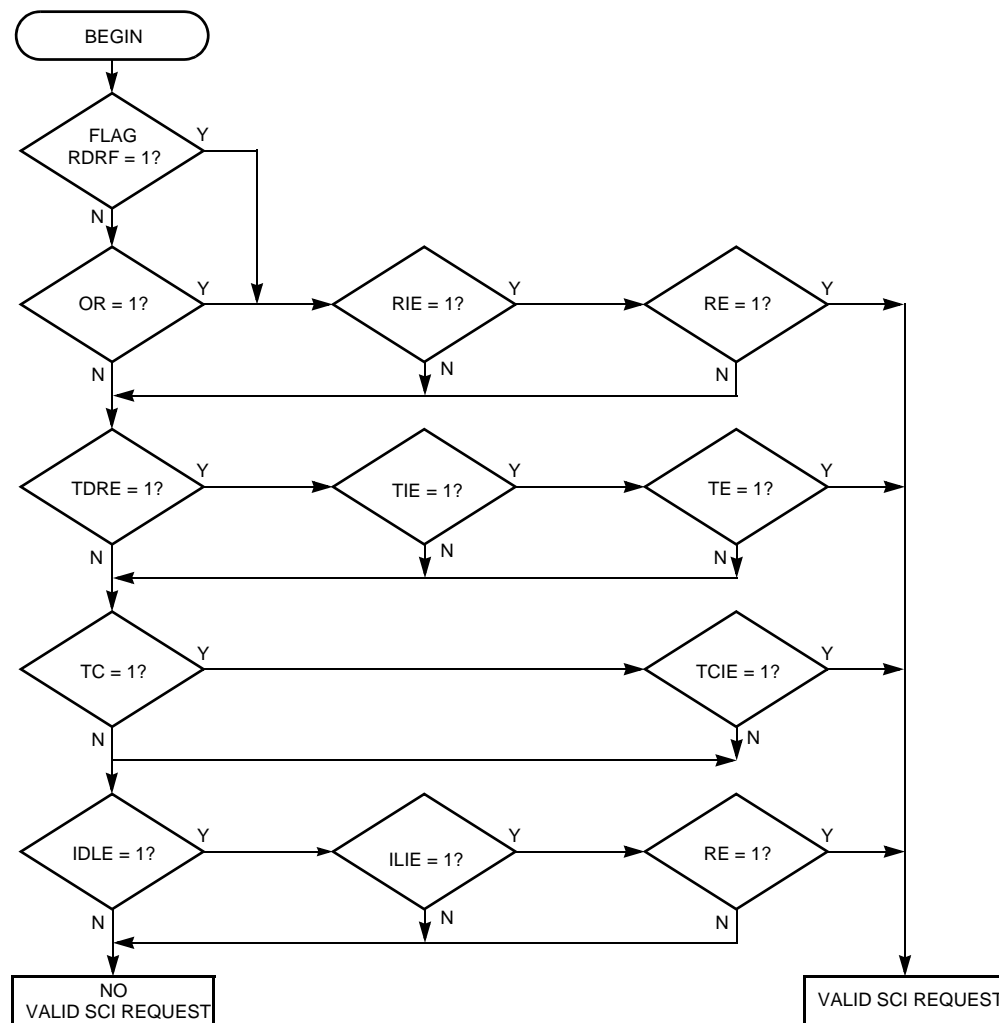 BEGIN
FLAG
RDRF = 1?
Y
N
OR = 1?
Y
N
RIE = 1?
Y
N
RE = 1?
Y
N
TDRE = 1?
Y
N
TIE = 1?
Y
N
TE = 1?
Y
N
TC = 1?
Y
N
TCIE = 1?
Y
N
IDLE = 1?
Y
N
ILIE = 1?
Y
N
RE = 1?
Y
N
NO
VALID SCI REQUEST
VALID SCI REQUEST